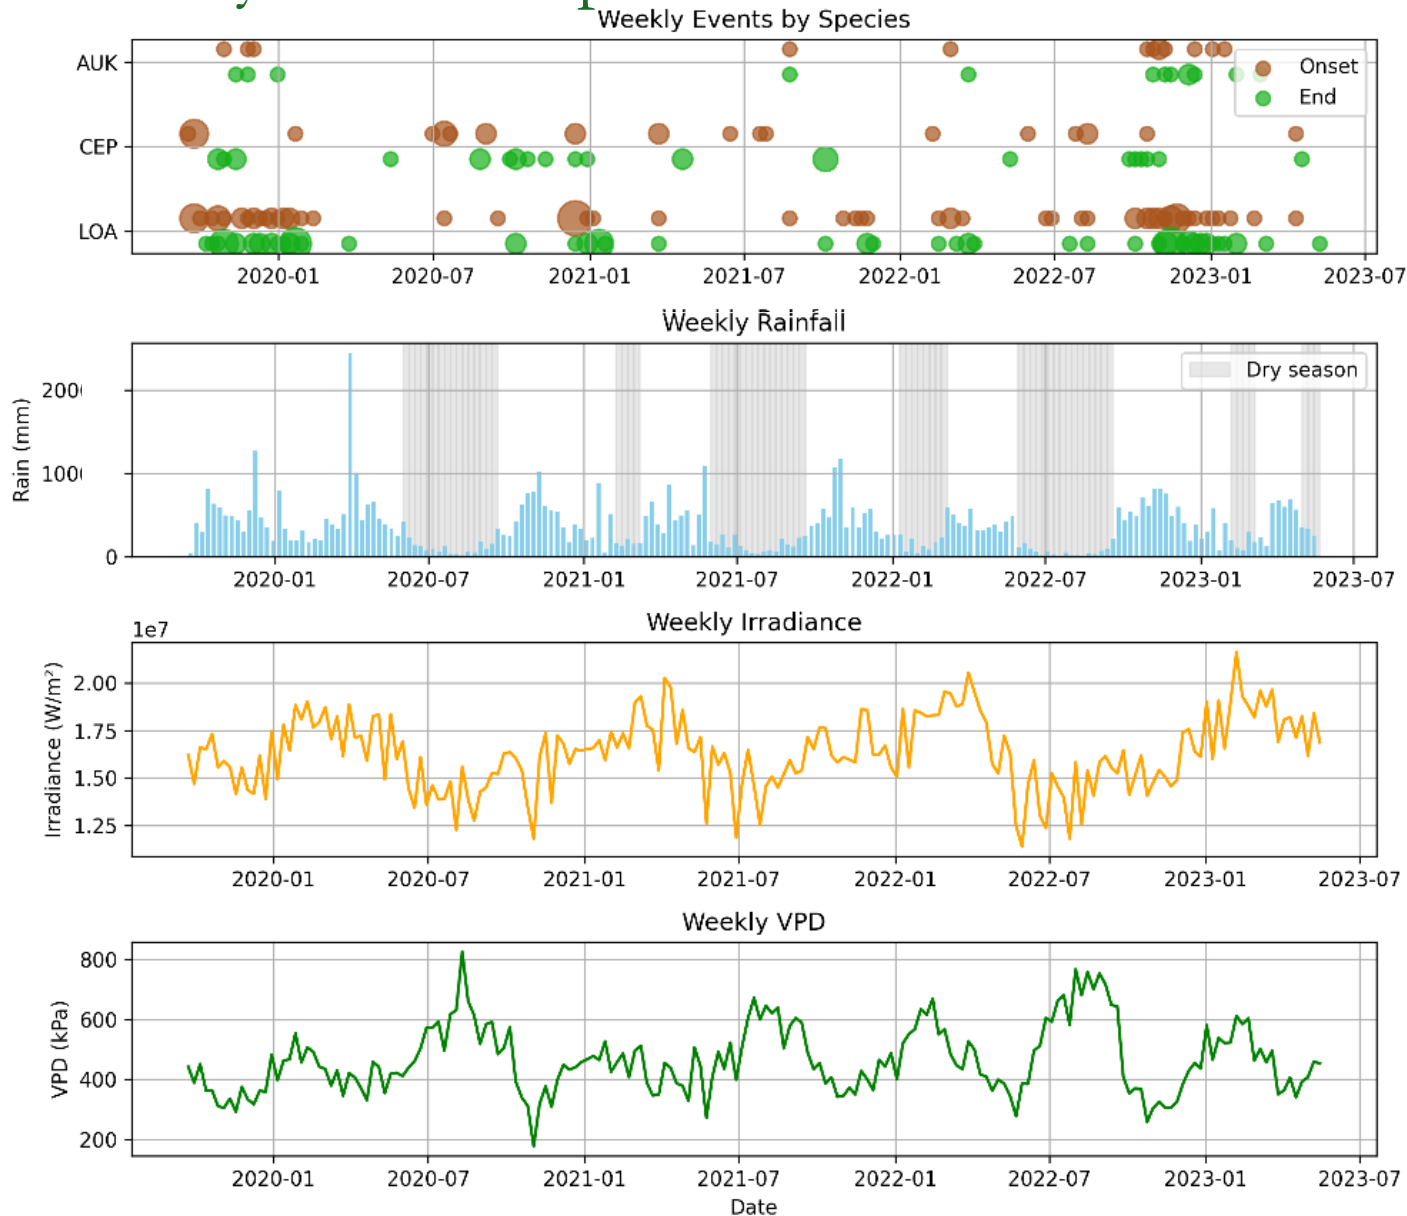 Weekly Events by Species
AUK
CEP
LOA
Onset
End
2020-01 2020-07 2021-01 2021-07 2022-01 2022-07 2023-01 2023-07
Weekly Rainfall
Rain (mm)
200
100
0
Dry season
2020-01 2020-07 2021-01 2021-07 2022-01 2022-07 2023-01 2023-07
Weekly Irradiance
1e7
Irradiance (W/m²)
2.00
1.75
1.50
1.25
2020-01 2020-07 2021-01 2021-07 2022-01 2022-07 2023-01 2023-07
Weekly VPD
VPD (kPa)
800
600
400
200
2020-01 2020-07 2021-01 2021-07 2022-01 2022-07 2023-01 2023-07
Date